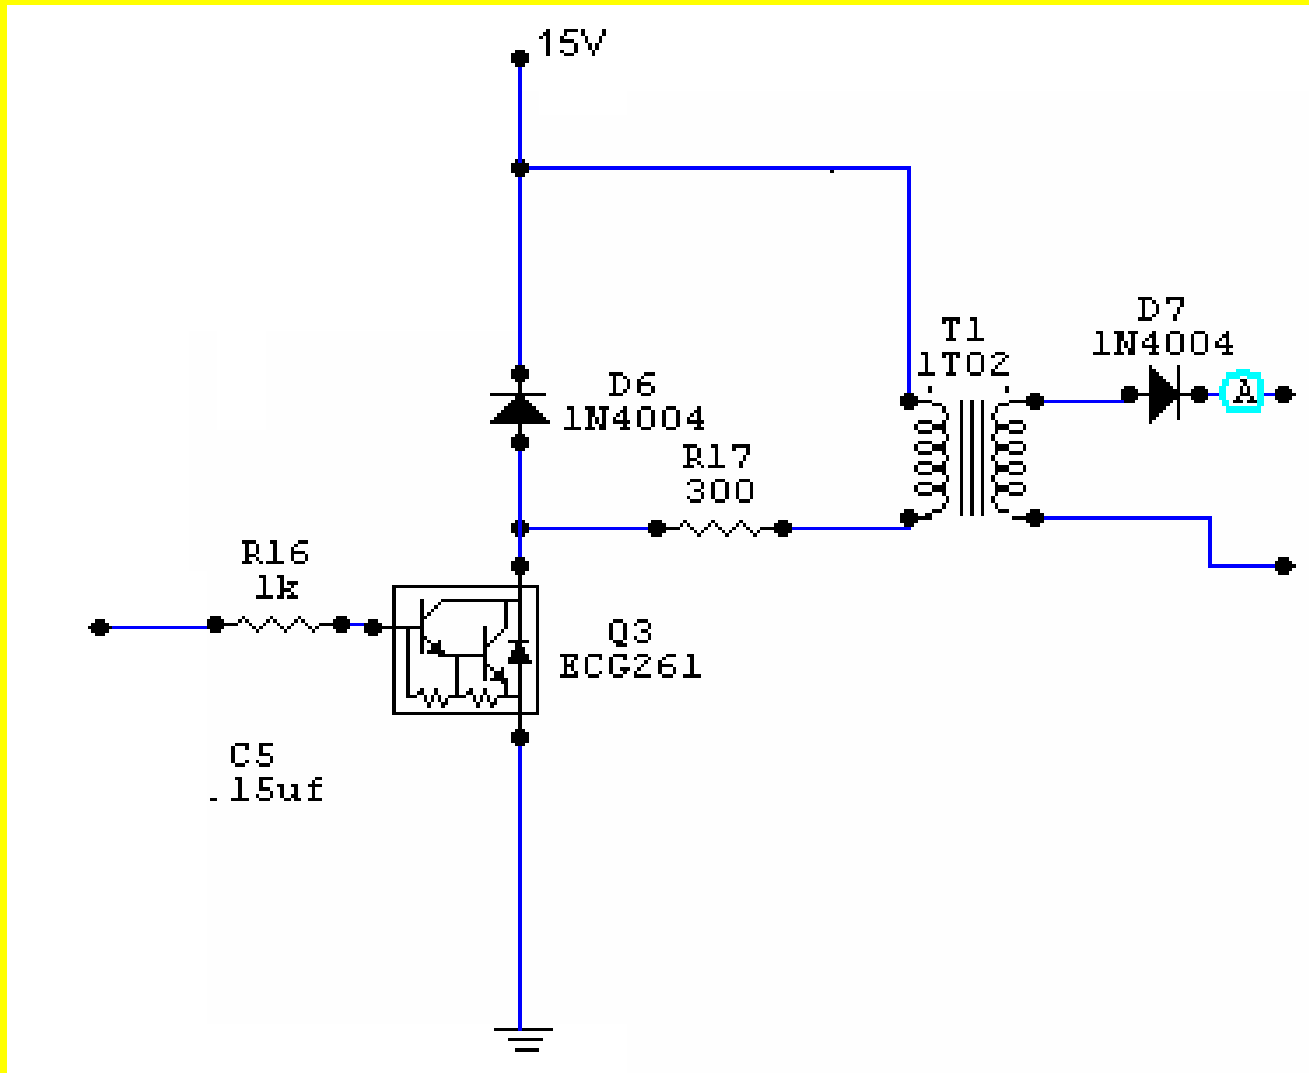 15V
D7
1N4004
T1
1T02
D6
1N4004
A
R17
300
R16
1k
Q3
ECG261
C5
.15uf